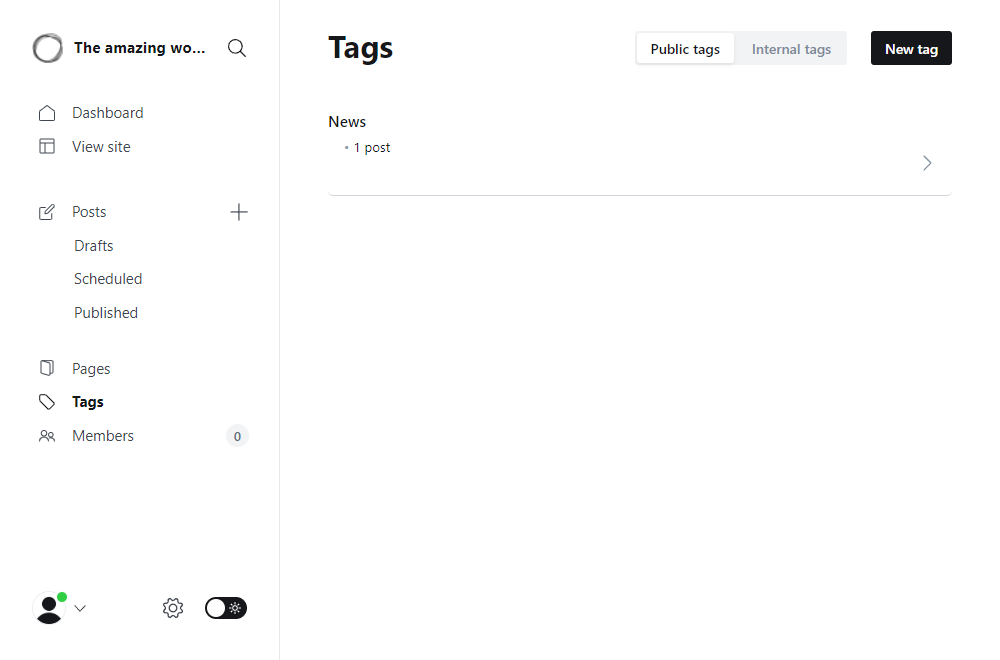 The amazing wo...
Dashboard
View site
Posts
Drafts
Scheduled
Published
Pages
Tags
Members
0
Tags
Public tags
Internal tags
New tag
News
• 1 post